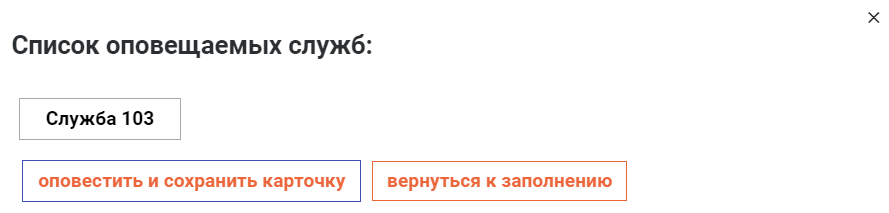 Список оповещаемых служб:
Служба 103
оповестить и сохранить карточку вернуться к заполнению